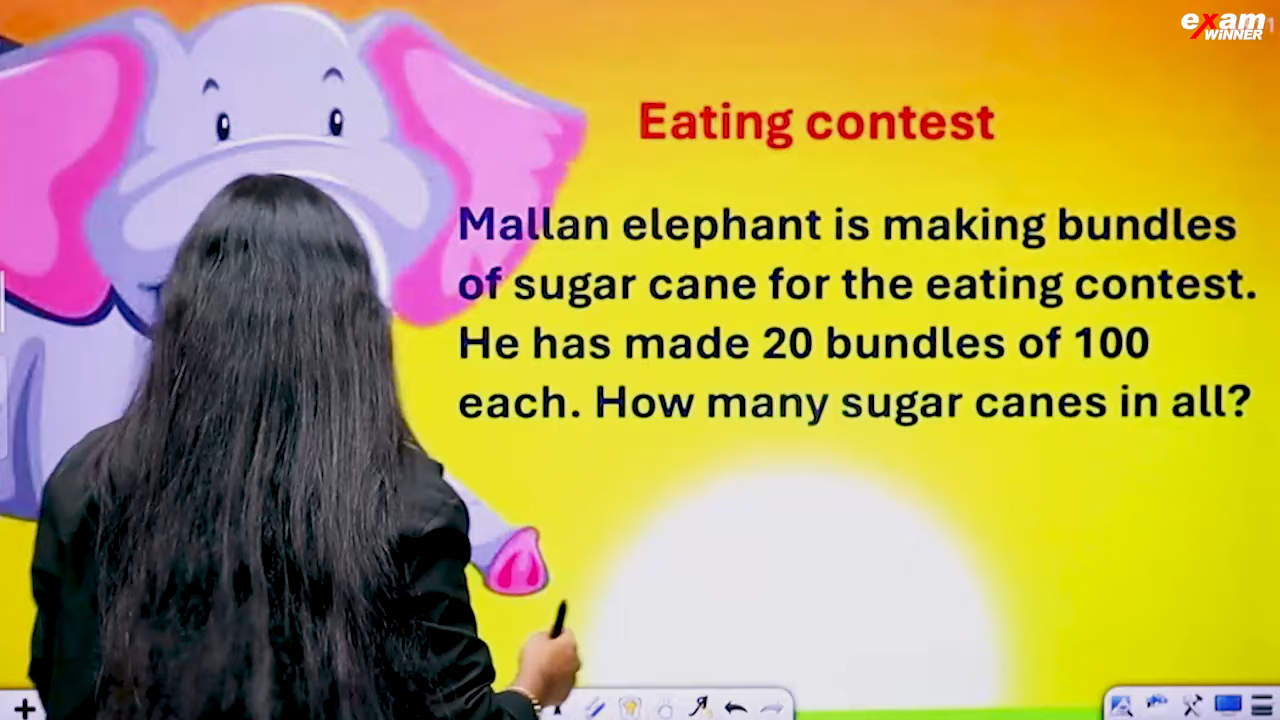 exam
WINNER
Eating contest
Mallan elephant is making bundles
of sugar cane for the eating contest.
He has made 20 bundles of 100
each. How many sugar canes in all?